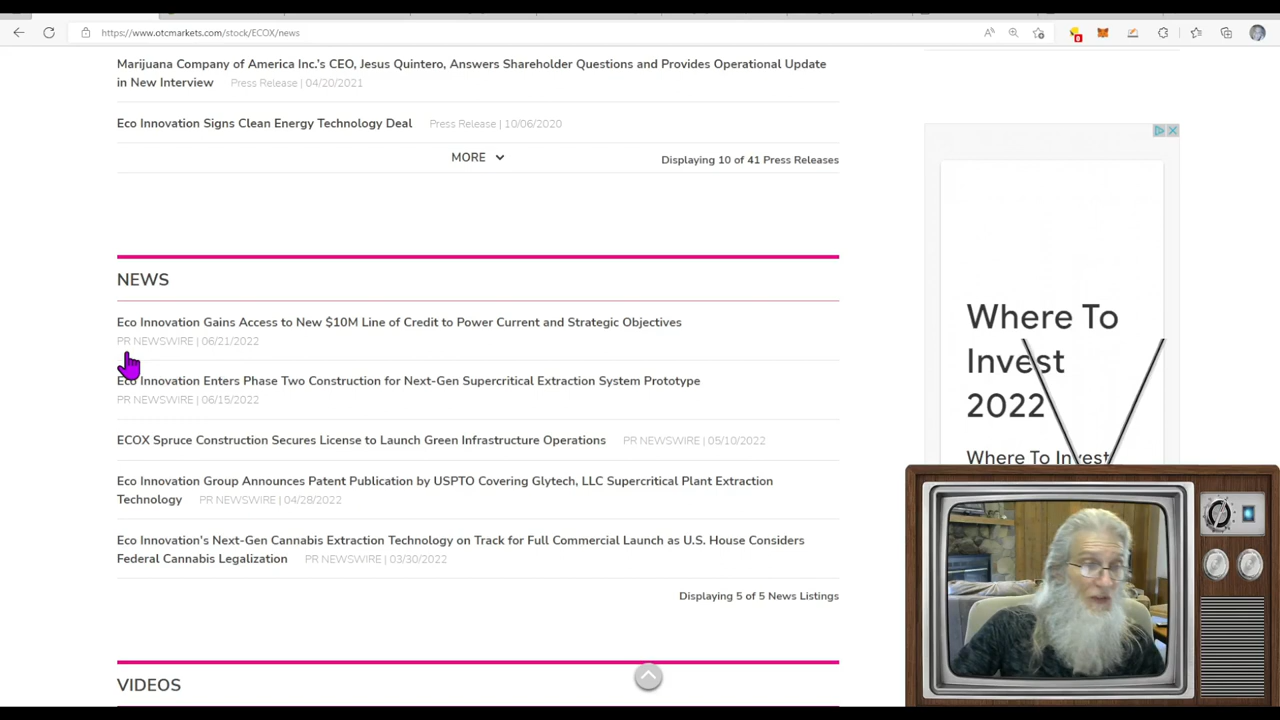 https://www.otcmarkets.com/stock/ECOX/news
Marijuana Company of America Inc.'s CEO, Jesus Quintero, Answers Shareholder Questions and Provides Operational Update
in New Interview Press Release | 04/20/2021
Eco Innovation Signs Clean Energy Technology Deal Press Release | 10/06/2020
MORE
Displaying 10 of 41 Press Releases
NEWS
Eco Innovation Gains Access to New $10M Line of Credit to Power Current and Strategic Objectives
PR NEWSWIRE | 06/21/2022
Eco Innovation Enters Phase Two Construction for Next-Gen Supercritical Extraction System Prototype
PR NEWSWIRE | 06/15/2022
ECOX Spruce Construction Secures License to Launch Green Infrastructure Operations PR NEWSWIRE | 05/10/2022
Eco Innovation Group Announces Patent Publication by USPTO Covering Glytech, LLC Supercritical Plant Extraction
Technology PR NEWSWIRE | 04/28/2022
Eco Innovation's Next-Gen Cannabis Extraction Technology on Track for Full Commercial Launch as U.S. House Considers
Federal Cannabis Legalization PR NEWSWIRE | 03/30/2022
Displaying 5 of 5 News Listings
VIDEOS
Where To
Invest
2022
Where To Invest